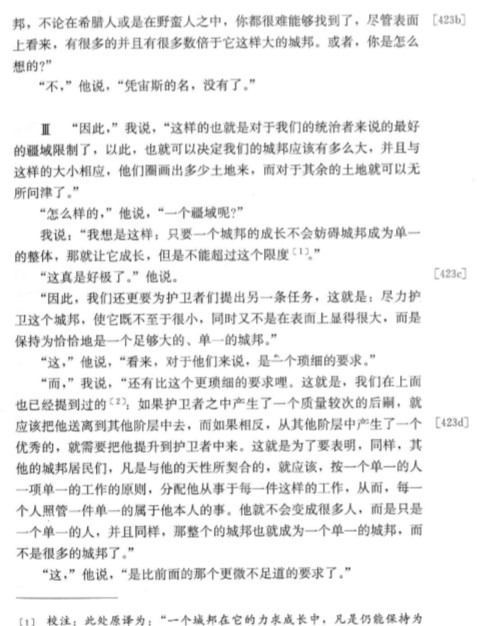 邦，不论在希腊人或是在野蛮人之中，你都很难能够找到了，尽管表面 [423b]
上看来，有很多的并且有很多数倍于它这样大的城邦。或者，你是怎么
想的?”
“不，”他说，“凭宙斯的名，没有了。”
Ⅲ “因此，”我说，“这样的也就是对于我们的统治者来说的最好
的疆域限制了，以此，也就可以决定我们的城邦应该有多么大，并且与
这样的大小相应，他们圈画出多少土地来，而对于其余的土地就可以无
所问津了。”
“怎么样的，”他说，“一个疆域呢?”
我说：“我想是这样：只要一个城邦的成长不会妨碍城邦成为单一
的整体，那就让它成长，但是不能超过这个限度〔1〕。”
“这真是好极了。”他说。 [423c]
“因此，我们还更要为护卫者们提出另一条任务，这就是：尽力护
卫这个城邦，使它既不至于很小，同时又不是在表面上显得很大，而是
保持为恰恰地是一个足够大的、单一的城邦。”
“这，”他说，“看来，对于他们来说，是一个琐细的要求。”
“而，”我说，“还有比这个更琐细的要求哩。这就是，我们在上面
也已经提到过的〔2〕：如果护卫者之中产生了一个质量较次的后嗣，就
应该把他送离到其他阶层中去，而如果相反，从其他阶层中产生了一个 [423d]
优秀的，就需要把他提升到护卫者中来。这就是为了要表明，同样，其
他的城邦居民们，凡是与他的天性所契合的，就应该，按一个单一的人
一项单一的工作的原则，分配他从事于每一件这样的工作，从而，每一
个人照管一件单一的属于他本人的事。他就不会变成很多人，而是只是
一个单一的人，并且同样，那整个的城邦也就成为一个单一的城邦，而
不是很多的城邦了。”
“这，”他说，“是比前面的那个更微不足道的要求了。”
〔1〕 校注：此处原译为：“一个城邦在它的力求成长中，凡是仍能保持为